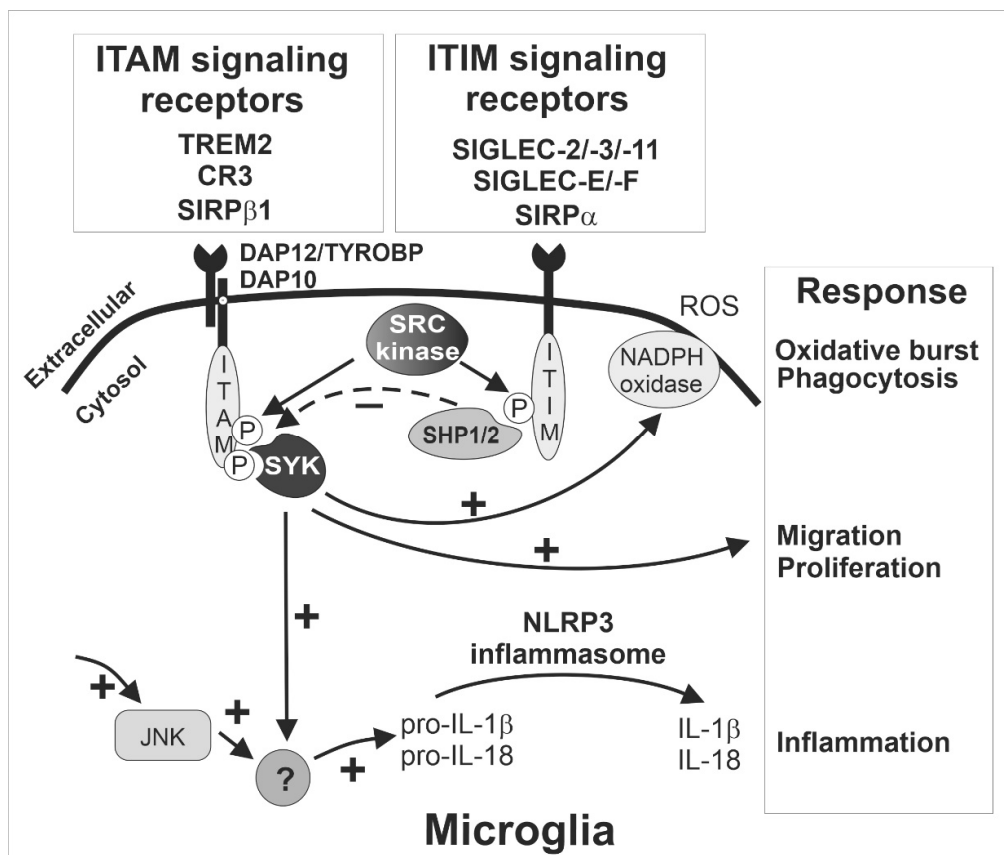 ITAM signaling
receptors
TREM2
CR3
SIRPβ1
ITIM signaling
receptors
SIGLEC-2/-3/-11
SIGLEC-E/-F
SIRPα
DAP12/TYROBP
DAP10
Extracellular
Cytosol
SRC
kinase
ROS
NADPH
oxidase
ITAM
P
P
SYK
–
SHP1/2
P
ITIM
+
+
+
Response
Oxidative burst
Phagocytosis
Migration
Proliferation
Inflammation
NLRP3
inflammasome
+
JNK
+
?
+
pro-IL-1β
pro-IL-18
IL-1β
IL-18
Microglia